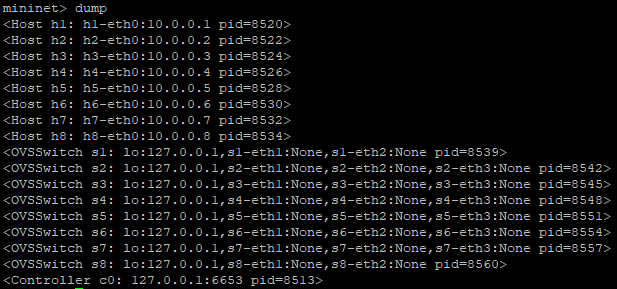 mininet> dump
<Host h1: h1-eth0:10.0.0.1 pid=8520>
<Host h2: h2-eth0:10.0.0.2 pid=8522>
<Host h3: h3-eth0:10.0.0.3 pid=8524>
<Host h4: h4-eth0:10.0.0.4 pid=8526>
<Host h5: h5-eth0:10.0.0.5 pid=8528>
<Host h6: h6-eth0:10.0.0.6 pid=8530>
<Host h7: h7-eth0:10.0.0.7 pid=8532>
<Host h8: h8-eth0:10.0.0.8 pid=8534>
<OVSSwitch s1: lo:127.0.0.1,s1-eth1:None,s1-eth2:None pid=8539>
<OVSSwitch s2: lo:127.0.0.1,s2-eth1:None,s2-eth2:None,s2-eth3:None pid=8542>
<OVSSwitch s3: lo:127.0.0.1,s3-eth1:None,s3-eth2:None,s3-eth3:None pid=8545>
<OVSSwitch s4: lo:127.0.0.1,s4-eth1:None,s4-eth2:None,s4-eth3:None pid=8548>
<OVSSwitch s5: lo:127.0.0.1,s5-eth1:None,s5-eth2:None,s5-eth3:None pid=8551>
<OVSSwitch s6: lo:127.0.0.1,s6-eth1:None,s6-eth2:None,s6-eth3:None pid=8554>
<OVSSwitch s7: lo:127.0.0.1,s7-eth1:None,s7-eth2:None,s7-eth3:None pid=8557>
<OVSSwitch s8: lo:127.0.0.1,s8-eth1:None,s8-eth2:None pid=8560>
<Controller c0: 127.0.0.1:6653 pid=8513>